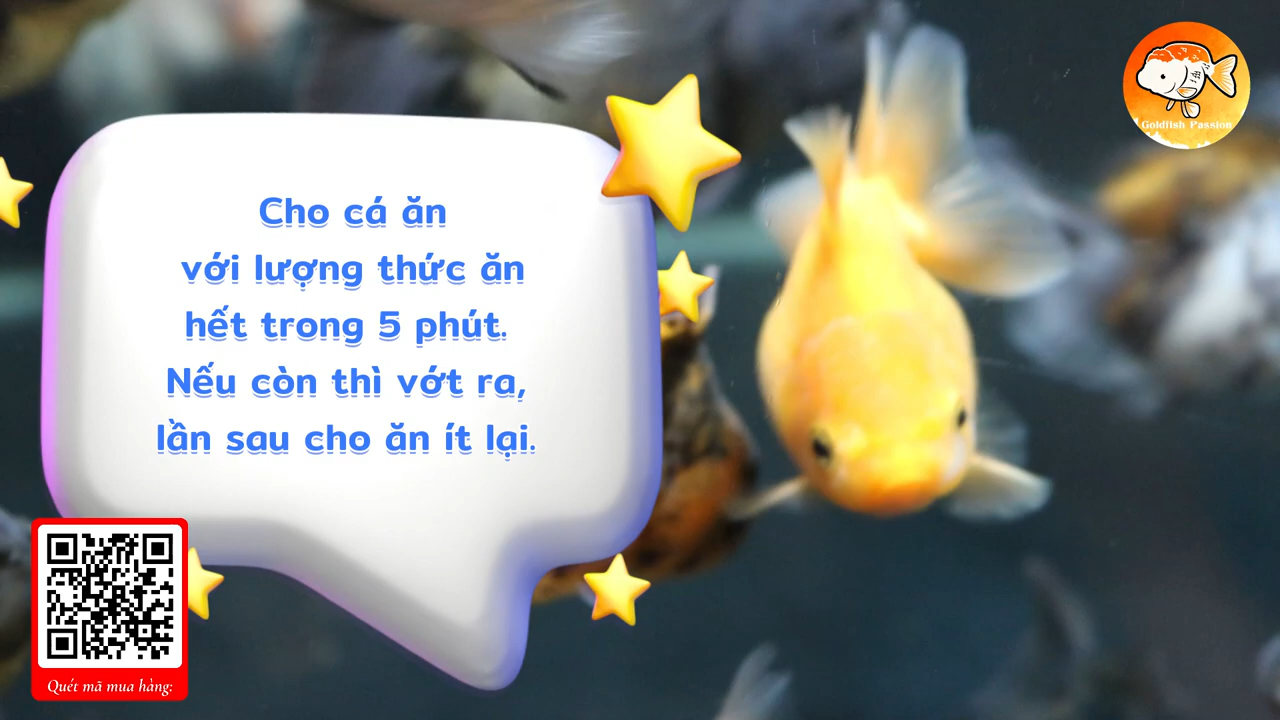 Goldfish Passion
Cho cá ăn
với lượng thức ăn
hết trong 5 phút.
Nếu còn thì vớt ra,
lần sau cho ăn ít lại.
Quét mã mua hàng: